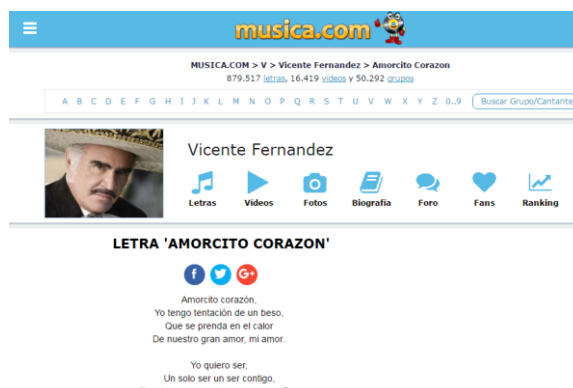 musica.com
MUSICA.COM > V > Vicente Fernandez > Amorcito Corazon
879.517 letras, 16.419 vídeos y 50.292 grupos
A B C D E F G H I J K L M N O P Q R S T U V W X Y Z 0..9 Buscar Grupo/Cantante
Vicente Fernandez
Letras Vídeos Fotos Biografía Foro Fans Ranking
LETRA 'AMORCITO CORAZON'
f G+
Amorcito corazón,
Yo tengo tentación de un beso,
Que se prenda en el calor
De nuestro gran amor, mi amor.
Yo quiero ser,
Un solo ser un ser contigo,